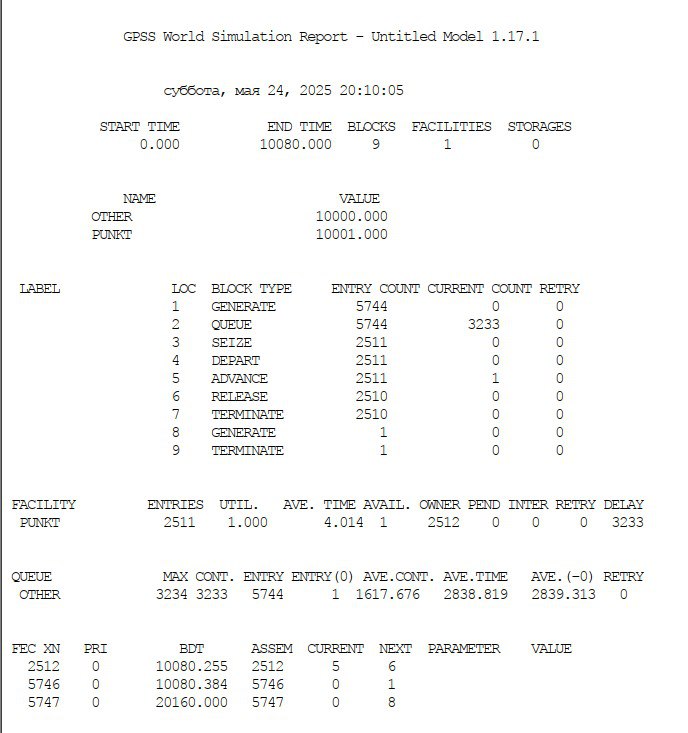 GPSS World Simulation Report - Untitled Model 1.17.1
суббота, мая 24, 2025 20:10:05
START TIME END TIME BLOCKS FACILITIES STORAGES
0.000 10080.000 9 1 0
NAME VALUE
OTHER 10000.000
PUNKT 10001.000
LABEL LOC BLOCK TYPE ENTRY COUNT CURRENT COUNT RETRY
1 GENERATE 5744 0 0
2 QUEUE 5744 3233 0
3 SEIZE 2511 0 0
4 DEPART 2511 0 0
5 ADVANCE 2511 1 0
6 RELEASE 2510 0 0
7 TERMINATE 2510 0 0
8 GENERATE 1 0 0
9 TERMINATE 1 0 0
FACILITY ENTRIES UTIL. AVE. TIME AVAIL. OWNER PEND INTER RETRY DELAY
PUNKT 2511 1.000 4.014 1 2512 0 0 0 3233
QUEUE MAX CONT. ENTRY ENTRY(0) AVE.CONT. AVE.TIME AVE.(-0) RETRY
OTHER 3234 3233 5744 1 1617.676 2838.819 2839.313 0
FEC XN PRI BDT ASSEM CURRENT NEXT PARAMETER VALUE
2512 0 10080.255 2512 5 6
5746 0 10080.384 5746 0 1
5747 0 20160.000 5747 0 8